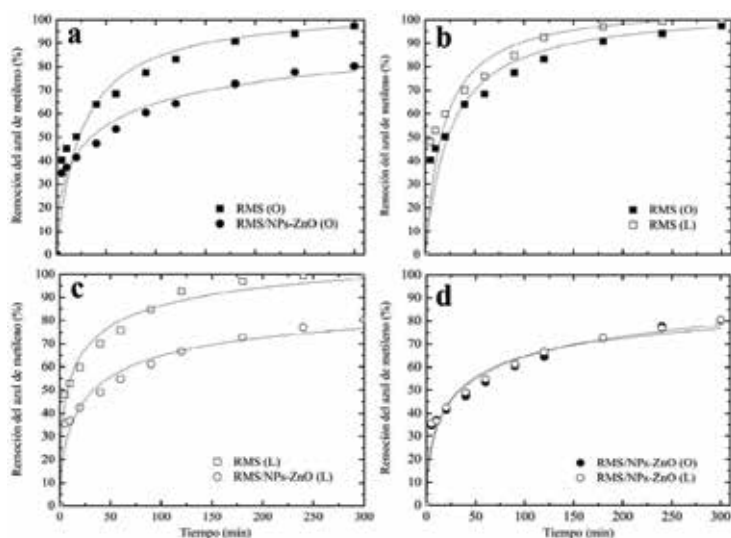 a
Remoción del azul de metileno (%)
100
90
80
70
60
50
40
30
20
10
0
RMS (O)
RMS/NPs-ZnO (O)
b
Remoción del azul de metileno (%)
100
90
80
70
60
50
40
30
20
10
0
RMS (O)
RMS (L)
c
Remoción del azul de metileno (%)
100
90
80
70
60
50
40
30
20
10
0
RMS (L)
RMS/NPs-ZnO (L)
0 50 100 150 200 250 300
Tiempo (min)
d
Remoción del azul de metileno (%)
100
90
80
70
60
50
40
30
20
10
0
RMS/NPs-ZnO (O)
RMS/NPs-ZnO (L)
0 50 100 150 200 250 300
Tiempo (min)